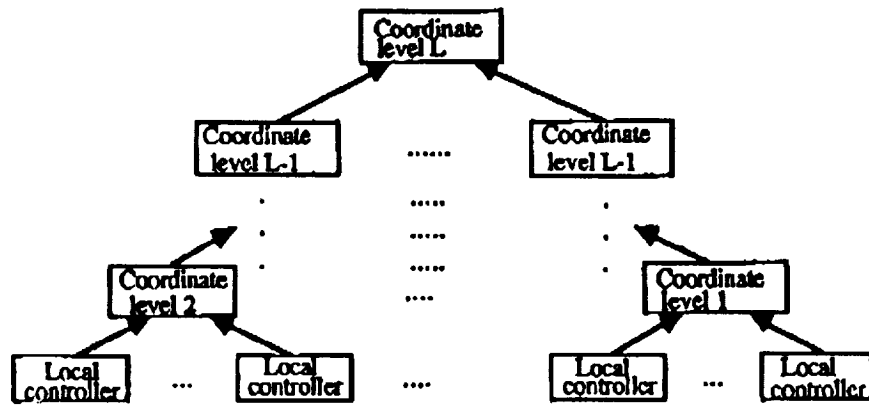 Coordinate
level L
Coordinate
level L-1
......
Coordinate
level L-1
.....
.....
.....
Coordinate
level 2
....
Coordinate
level 1
Local
controller
...
Local
controller
....
Local
controller
...
Local
controller